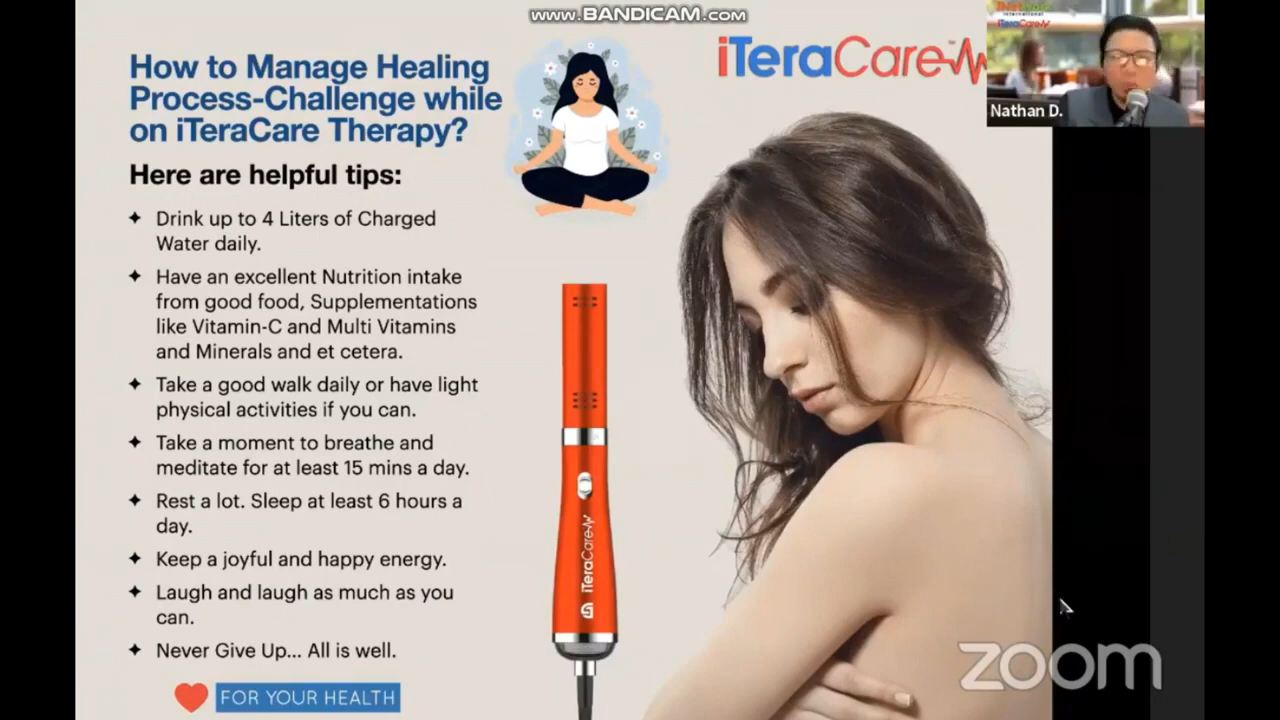 www.BANDICAM.com
How to Manage Healing
Process-Challenge while
on iTeraCare Therapy?
Here are helpful tips:
Drink up to 4 Liters of Charged
Water daily.
Have an excellent Nutrition intake
from good food, Supplementations
like Vitamin-C and Multi Vitamins
and Minerals and et cetera.
Take a good walk daily or have light
physical activities if you can.
Take a moment to breathe and
meditate for at least 15 mins a day.
Rest a lot. Sleep at least 6 hours a
day.
Keep a joyful and happy energy.
Laugh and laugh as much as you
can.
Never Give Up... All is well.
FOR YOUR HEALTH
iTeraCare
iTeraCare
International
iTeraCare
Nathan D.
zoom